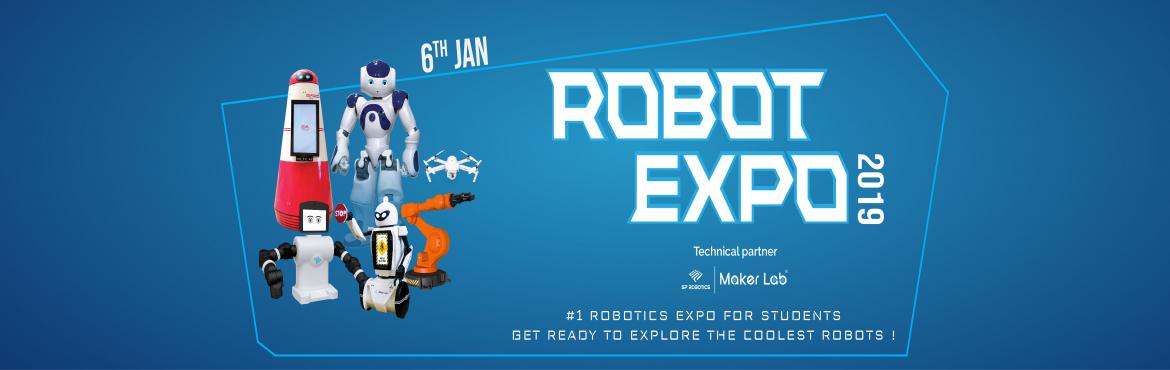 6TH JAN
ROBOT
EXPO 2019
Technical partner
SP ROBOTICS | Maker Lab
#1 ROBOTICS EXPO FOR STUDENTS
GET READY TO EXPLORE THE COOLEST ROBOTS !
STOP